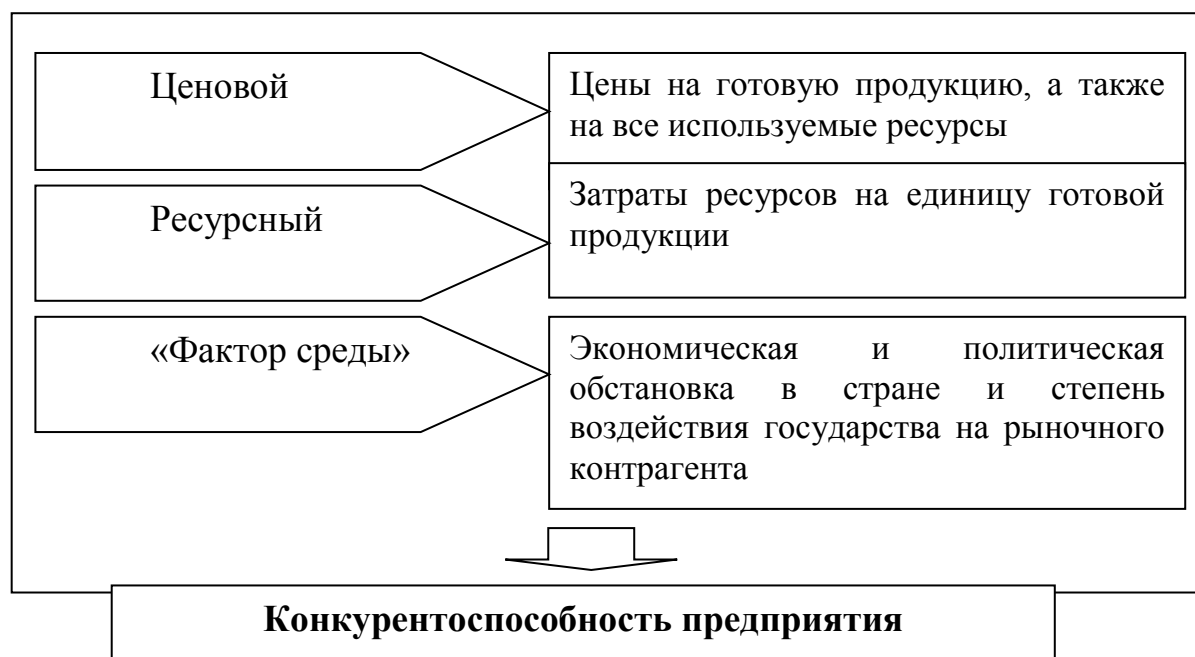 Ценовой
Цены на готовую продукцию, а также
на все используемые ресурсы
Ресурсный
Затраты ресурсов на единицу готовой
продукции
«Фактор среды»
Экономическая и политическая
обстановка в стране и степень
воздействия государства на рыночного
контрагента
Конкурентоспособность предприятия